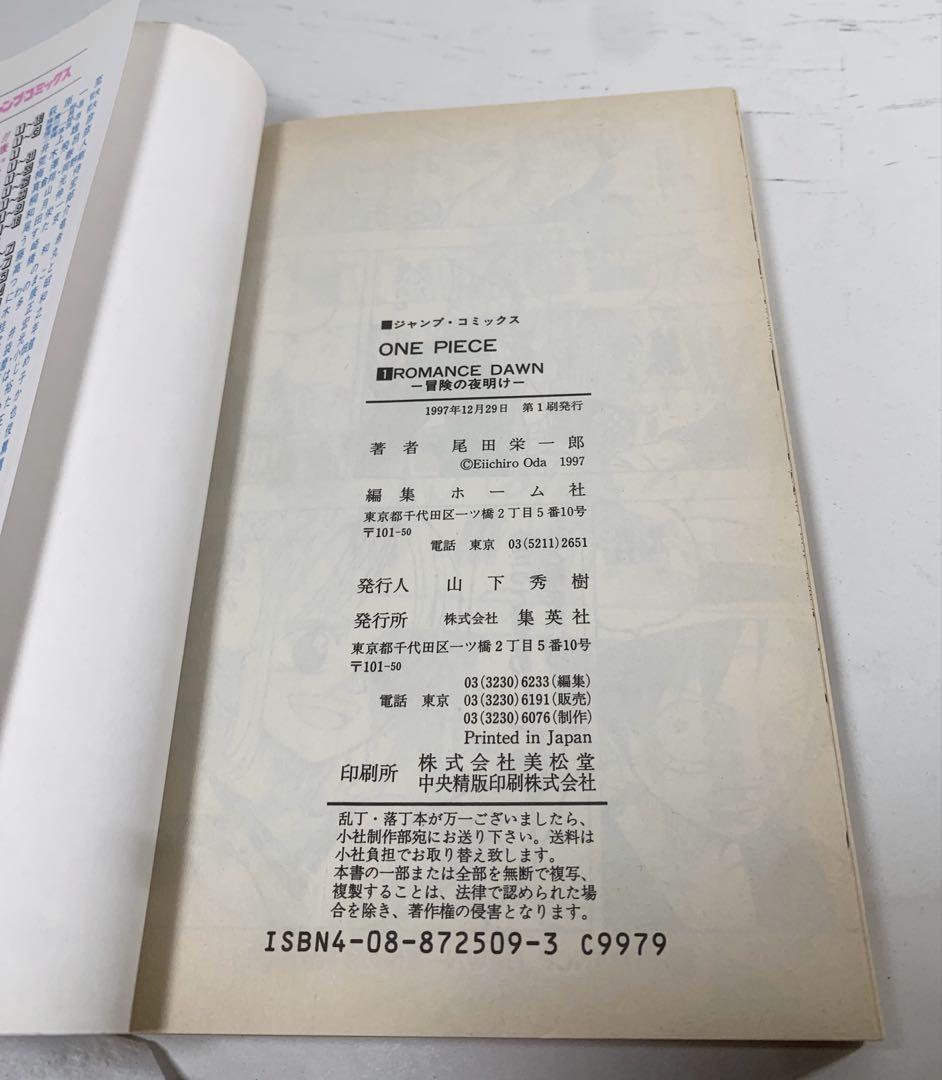 ■ジャンプ・コミックス
ONE PIECE
1 ROMANCE DAWN
―冒険の夜明け―
1997年12月29日 第1刷発行
著者 尾田栄一郎
©Eiichiro Oda 1997
編集 ホーム社
東京都千代田区一ツ橋2丁目5番10号
〒101-50
電話 東京 03(5211)2651
発行人 山下秀樹
発行所 株式会社 集英社
東京都千代田区一ツ橋2丁目5番10号
〒101-50
03(3230)6233(編集)
電話 東京 03(3230)6191(販売)
03(3230)6076(制作)
Printed in Japan
印刷所 株式会社美松堂
中央精版印刷株式会社
乱丁・落丁本が万一ございましたら、
小社制作部宛にお送り下さい。送料は
小社負担でお取り替え致します。
本書の一部または全部を無断で複写、
複製することは、法律で認められた場
合を除き、著作権の侵害となります。
ISBN4-08-872509-3 C9979
ンプコミックス